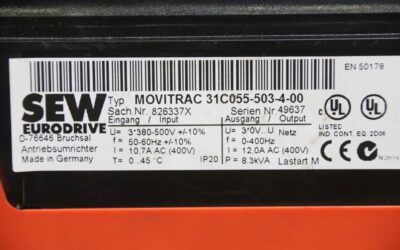 EN 50178
Typ MOVITRAC 31C055-503-4-00
Sach.Nr. 826337X Serien Nr 49637
SEW
EURODRIVE
D-76646 Bruchsal
Antriebsumrichter
Made in Germany
Eingang / Input Ausgang / Output
U= 3*380-500V +/-10% U= 3*0V...U Netz
f = 50-60Hz +/-10% f = 0-400Hz
I = 10,7A AC (400V) I = 12.0A AC (400V)
T = 0...45°C IP20 P = 8.3kVA Lastart M
C UL UL
LISTED
IND. CONT. EQ. 2D06